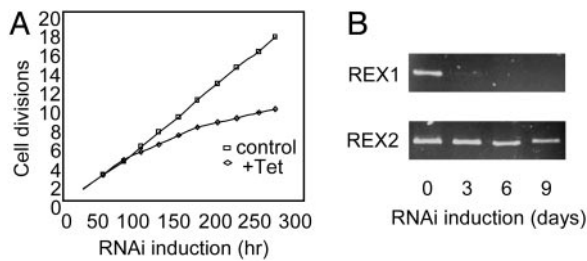 A
20
18
16
14
12
10
8
6
4
2
0
Cell divisions
control
+Tet
0 50 100 150 200 250 300
RNAi induction (hr)
B
REX1
REX2
0 3 6 9
RNAi induction (days)